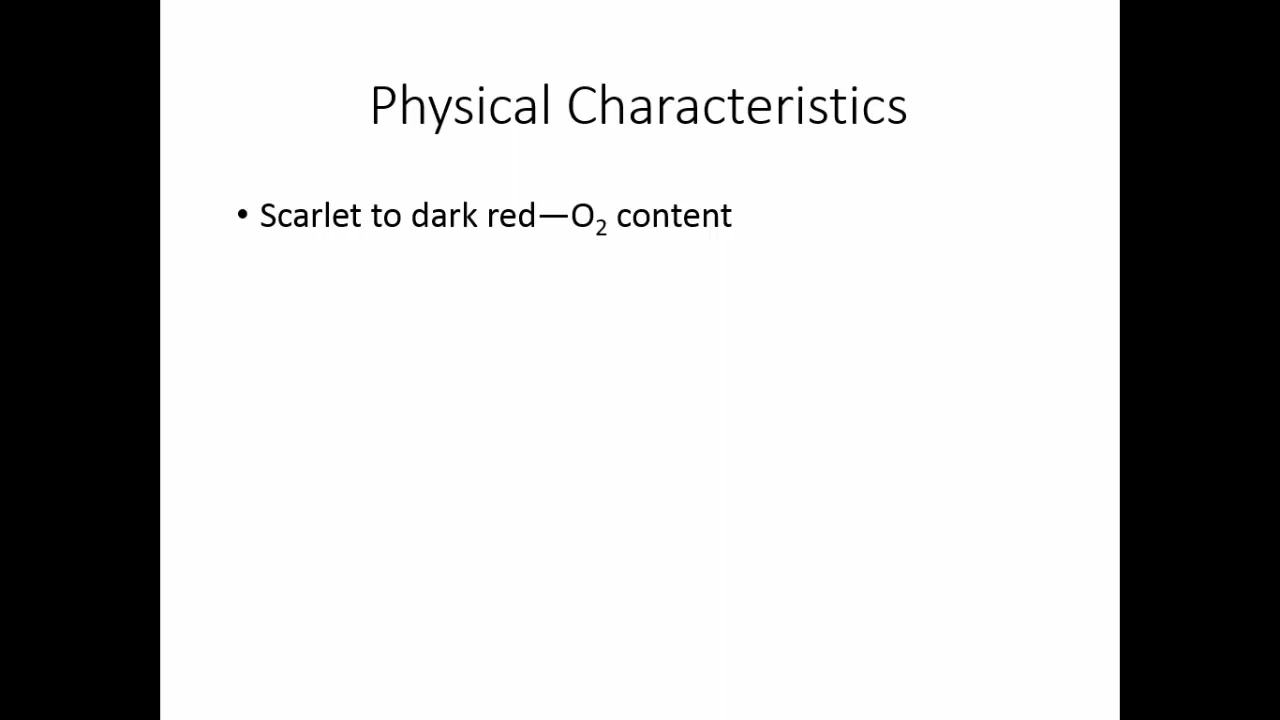 Physical Characteristics
• Scarlet to dark red—O₂ content